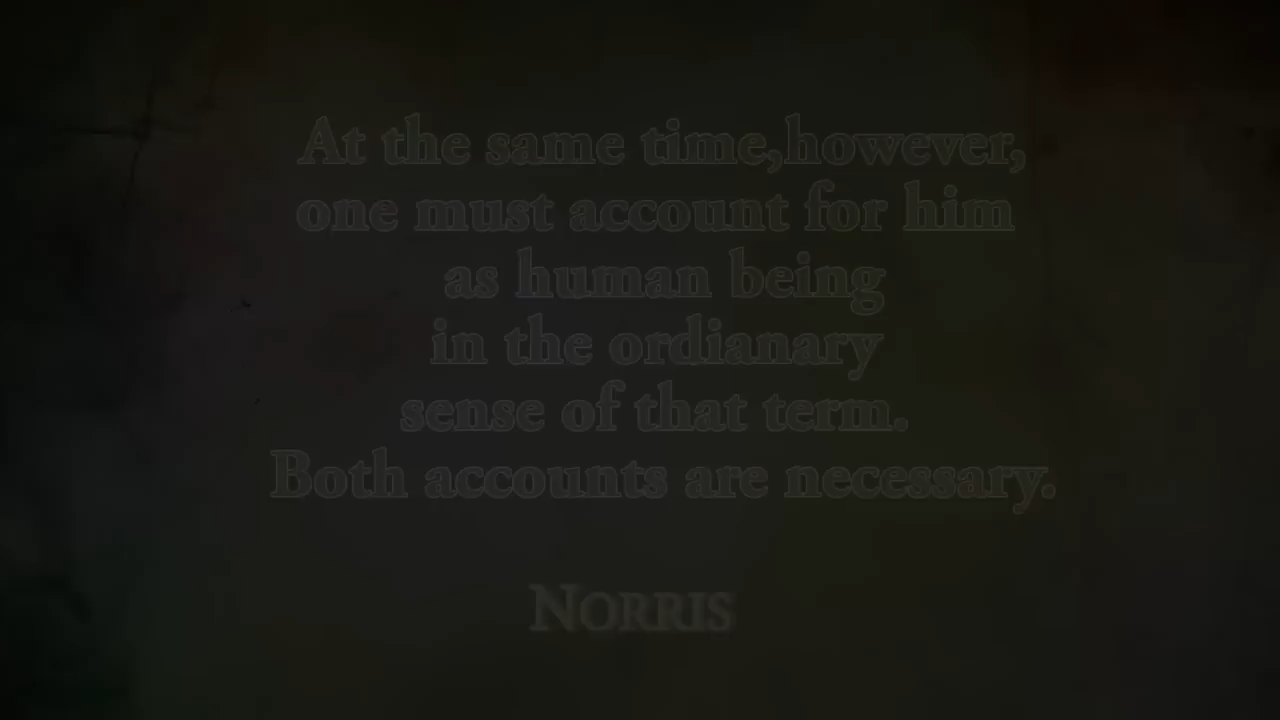 At the same time,however,
one must account for him
as human being
in the ordianary
sense of that term.
Both accounts are necessary.
NORRIS